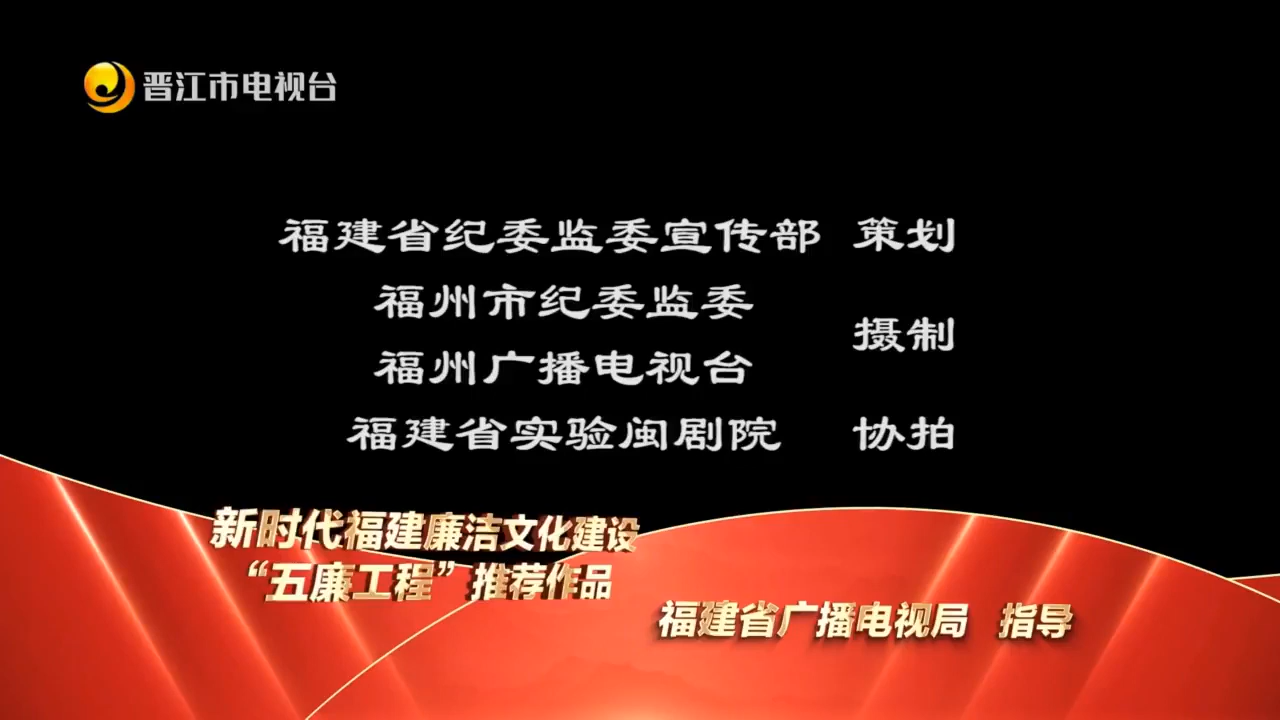 晋江市电视台
福建省纪委监委宣传部 策划
福州市纪委监委
摄制
福州广播电视台
福建省实验闽剧院 协拍
新时代福建廉洁文化建设
“五廉工程”推荐作品
福建省广播电视局 指导